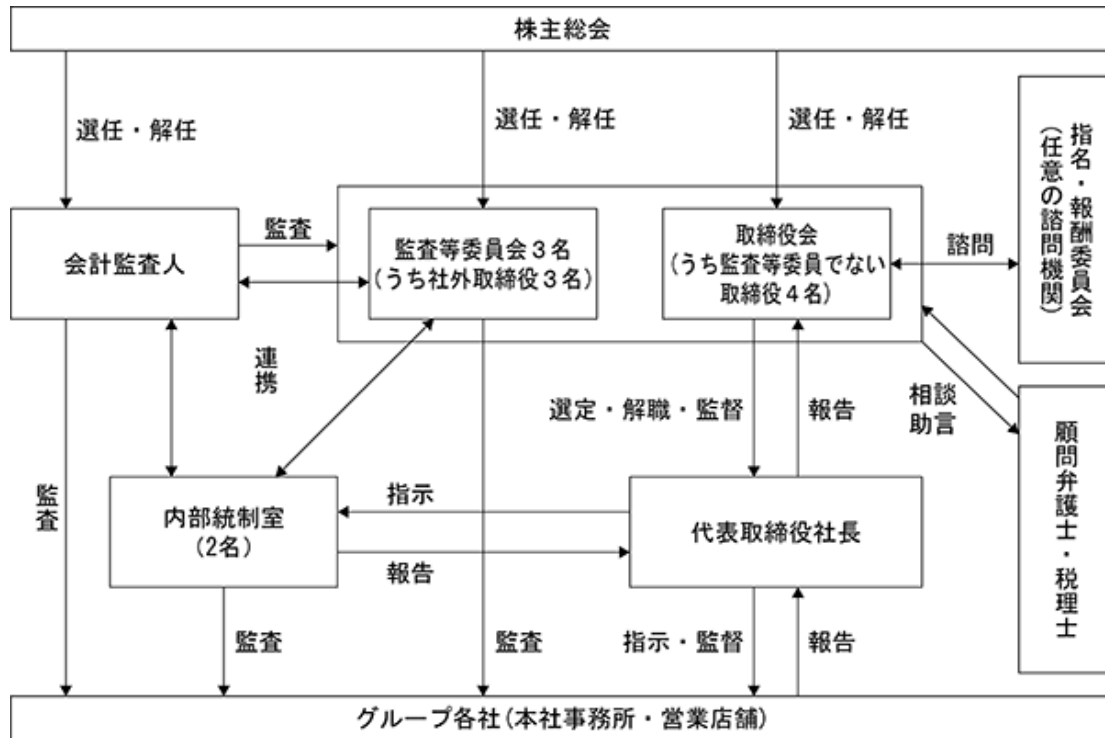 株主総会
選任・解任
選任・解任
選任・解任
指名・報酬委員会
(任意の諮問機関)
会計監査人
監査
監査等委員会3名
(うち社外取締役3名)
取締役会
(うち監査等委員でない
取締役4名)
諮問
連携
選定・解職・監督
報告
相談
助言
顧問弁護士・税理士
監査
内部統制室
(2名)
指示
報告
代表取締役社長
監査
監査
指示・監督
報告
グループ各社(本社事務所・営業店舗)